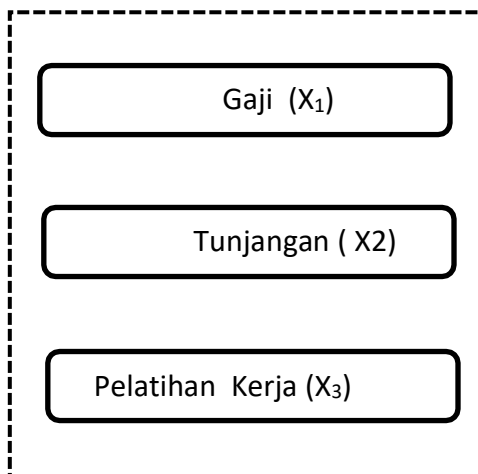 Gaji (X₁)
Tunjangan ( X2)
Pelatihan Kerja (X₃)